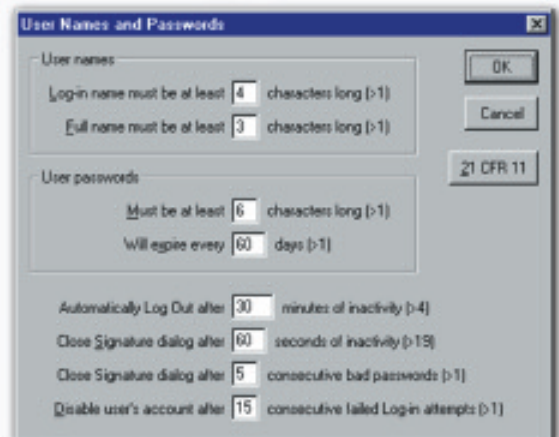 User Names and Passwords
User names
OK
Log-in name must be at least 4 characters long (>1)
Cancel
Full name must be at least 3 characters long (>1)
21 CFR 11
User passwords
Must be at least 6 characters long (>1)
Will expire every 60 days (>1)
Automatically Log Out after 30 minutes of inactivity (>4)
Close Signature dialog after 60 seconds of inactivity (>19)
Close Signature dialog after 5 consecutive bad passwords (>1)
Disable user's account after 15 consecutive failed Log-in attempts (>1)